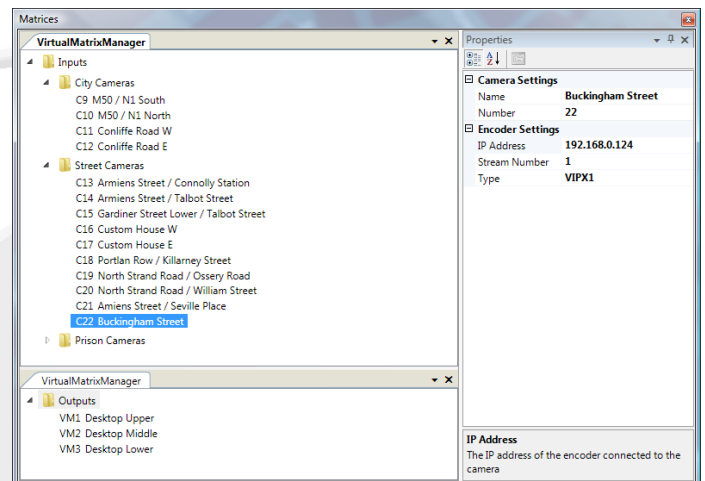 Matrices
VirtualMatrixManager
Inputs
City Cameras
C9 M50 / N1 South
C10 M50 / N1 North
C11 Conliffe Road W
C12 Conliffe Road E
Street Cameras
C13 Armiens Street / Connolly Station
C14 Armiens Street / Talbot Street
C15 Gardiner Street Lower / Talbot Street
C16 Custom House W
C17 Custom House E
C18 Portlan Row / Killarney Street
C19 North Strand Road / Ossery Road
C20 North Strand Road / William Street
C21 Amiens Street / Seville Place
C22 Buckingham Street
Prison Cameras
VirtualMatrixManager
Outputs
VM1 Desktop Upper
VM2 Desktop Middle
VM3 Desktop Lower
Properties
Camera Settings
Name Buckingham Street
Number 22
Encoder Settings
IP Address 192.168.0.124
Stream Number 1
Type VIPX1
IP Address
The IP address of the encoder connected to the
camera